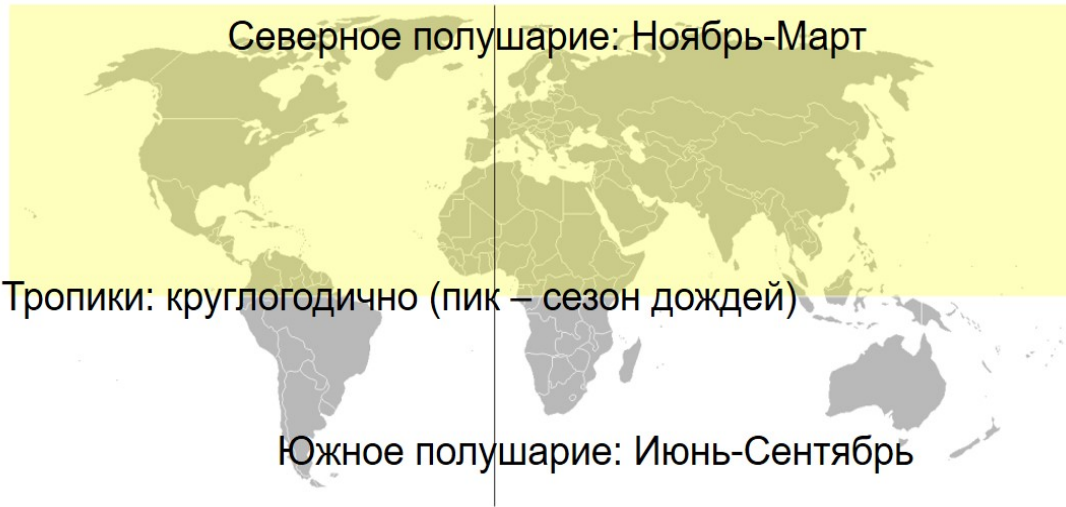 Северное полушарие: Ноябрь-Март
Тропики: круглогодично (пик – сезон дождей)
Южное полушарие: Июнь-Сентябрь